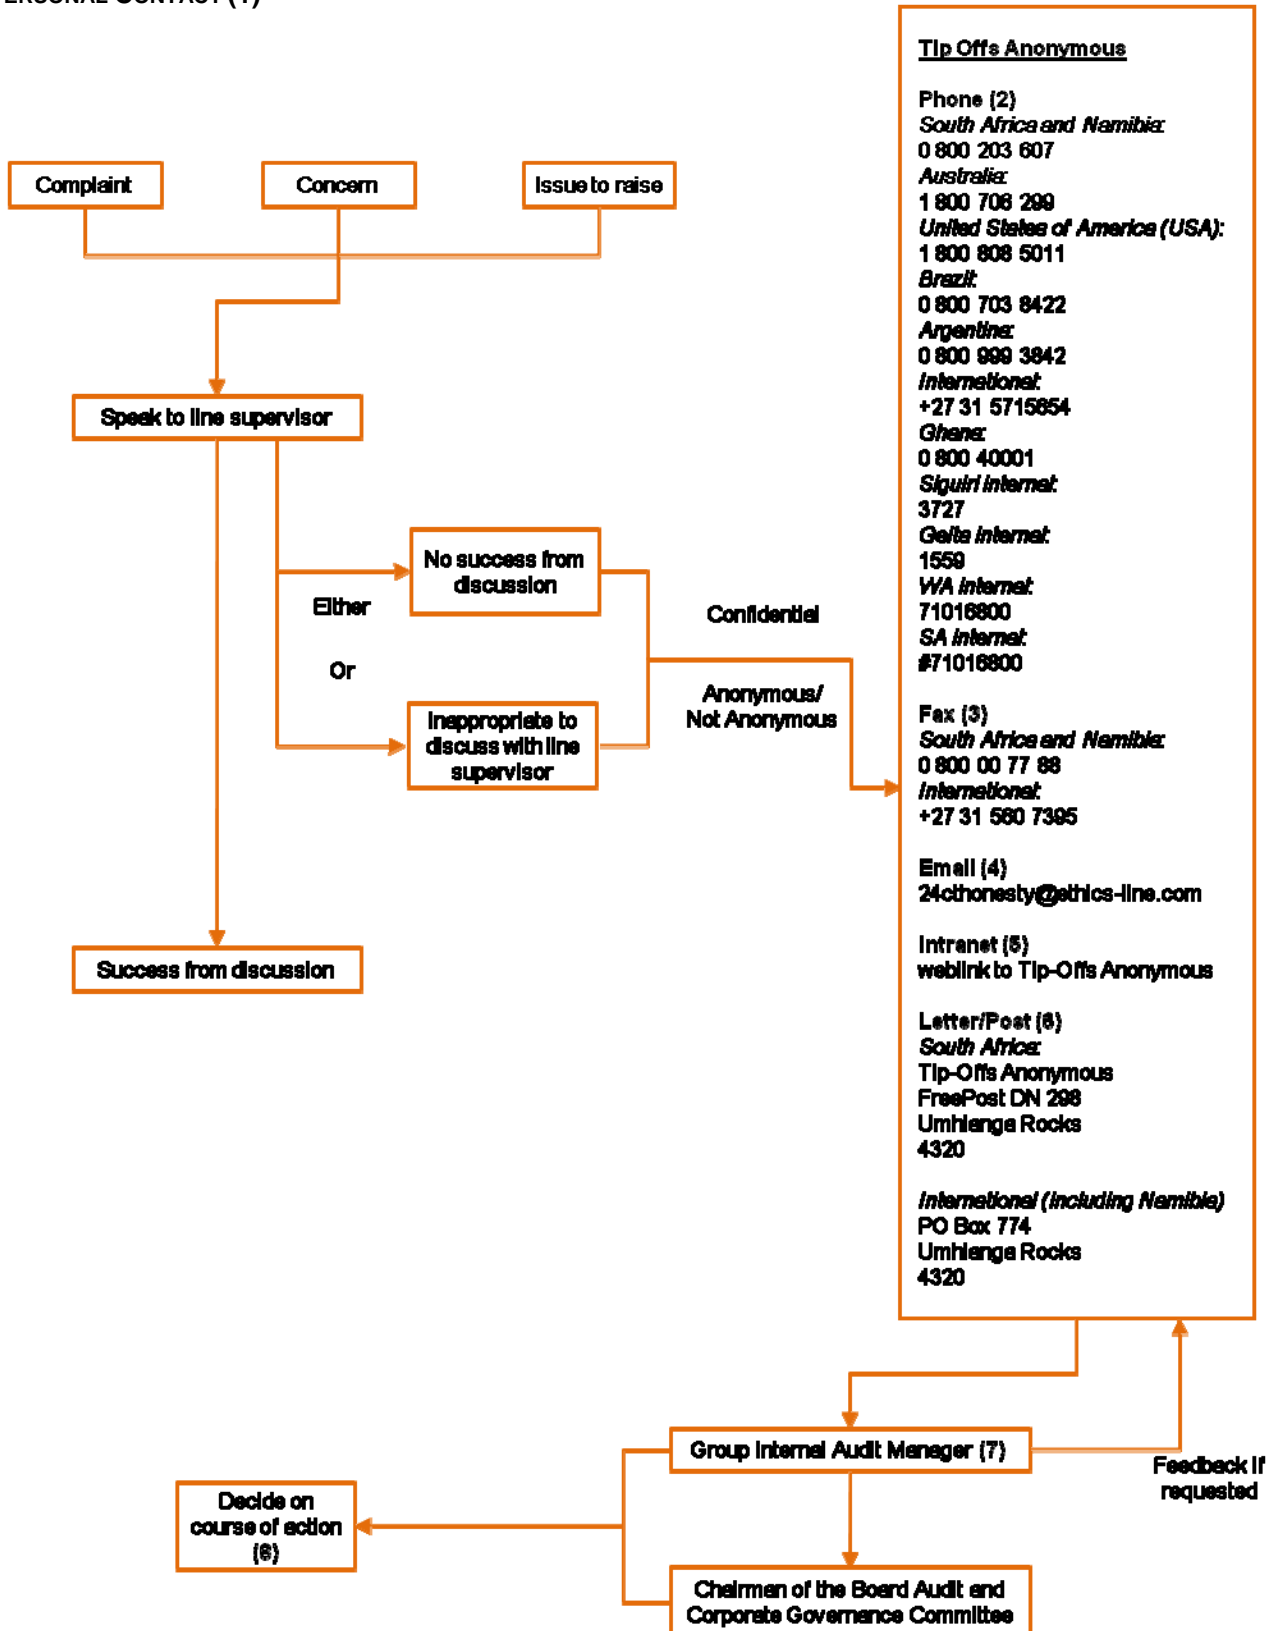 ERSONAL CONTACT (1)
Complaint
Concern
Issue to raise
Speak to line supervisor
No success from
discussion
Either
Or
Inappropriate to
discuss with line
supervisor
Confidential
Anonymous/
Not Anonymous
Success from discussion
Tip Offs Anonymous
Phone (2)
South Africa and Namibia:
0 800 203 607
Australia:
1 800 706 299
United States of America (USA):
1 800 808 5011
Brazil:
0 800 703 8422
Argentina:
0 800 999 3842
International:
+27 31 5715654
Ghana:
0 800 40001
Siguiri internal:
3727
Geita internal:
1559
WA internal:
71016800
SA internal:
#71016800
Fax (3)
South Africa and Namibia:
0 800 00 77 88
International:
+27 31 560 7395
Email (4)
24cthonesty@ethics-line.com
Intranet (5)
weblink to Tip-Offs Anonymous
Letter/Post (6)
South Africa:
Tip-Offs Anonymous
FreePost DN 298
Umhlanga Rocks
4320
International (including Namibia)
PO Box 774
Umhlanga Rocks
4320
Group Internal Audit Manager (7)
Feedback if
requested
Decide on
course of action
Chairman of the Board Audit and
Corporate Governance Committee